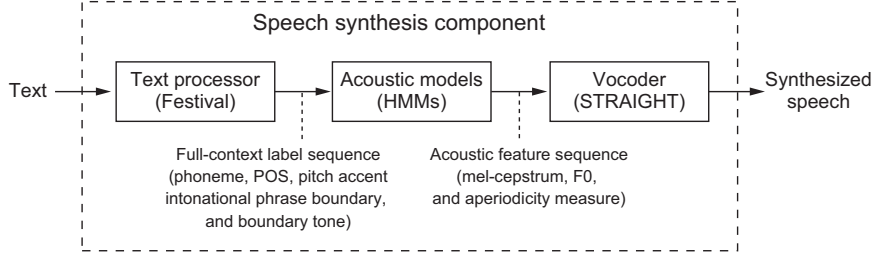 Speech synthesis component
Text
Text processor
(Festival)
Acoustic models
(HMMs)
Vocoder
(STRAIGHT)
Synthesized
speech
Full-context label sequence
(phoneme, POS, pitch accent
intonational phrase boundary,
and boundary tone)
Acoustic feature sequence
(mel-cepstrum, F0,
and aperiodicity measure)